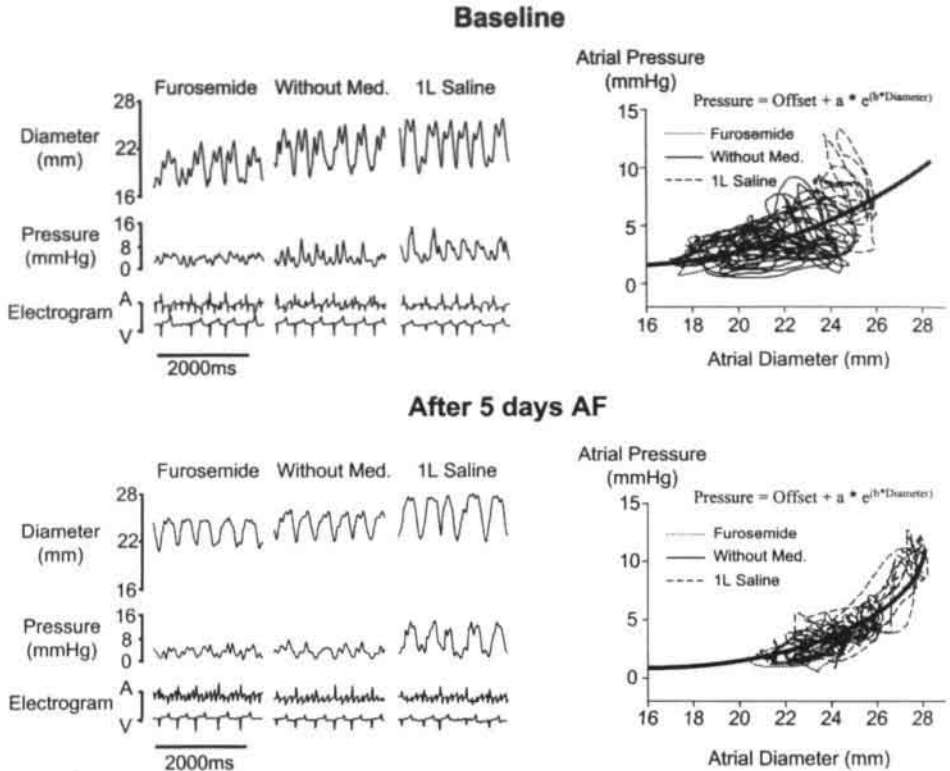 Baseline
Furosemide Without Med. 1L Saline
Diameter
(mm)
28
22
16
Pressure
(mmHg)
16
8
0
Electrogram
A
V
2000ms
Atrial Pressure
(mmHg)
Pressure = Offset + a * e(b*Diameter)
Furosemide
Without Med.
1L Saline
15
10
5
0
16 18 20 22 24 26 28
Atrial Diameter (mm)
After 5 days AF
Furosemide Without Med. 1L Saline
Diameter
(mm)
28
22
16
Pressure
(mmHg)
16
8
0
Electrogram
A
V
2000ms
Atrial Pressure
(mmHg)
Pressure = Offset + a * e(b*Diameter)
Furosemide
Without Med.
1L Saline
15
10
5
0
16 18 20 22 24 26 28
Atrial Diameter (mm)